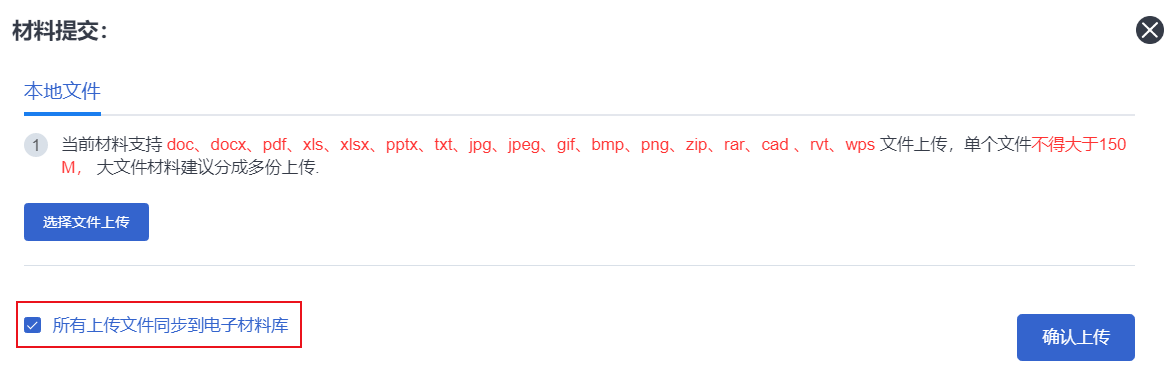 材料提交：
本地文件
1 当前材料支持 doc、docx、pdf、xls、xlsx、pptx、txt、jpg、jpeg、gif、bmp、png、zip、rar、cad 、rvt、wps 文件上传，单个文件不得大于150
M， 大文件材料建议分成多份上传.
选择文件上传
所有上传文件同步到电子材料库
确认上传